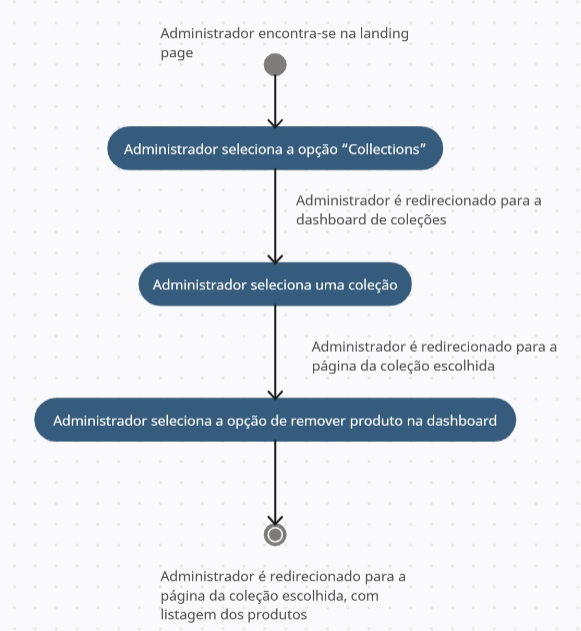 Administrador encontra-se na landing
page
Administrador seleciona a opção “Collections”
Administrador é redirecionado para a
dashboard de coleções
Administrador seleciona uma coleção
Administrador é redirecionado para a
página da coleção escolhida
Administrador seleciona a opção de remover produto na dashboard
Administrador é redirecionado para a
página da coleção escolhida, com
listagem dos produtos